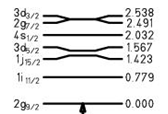 3d3/2 2.538
2g7/2 2.491
4s1/2 2.032
3d5/2 1.567
1j15/2 1.423
1i11/2 0.779
2g9/2 0.000